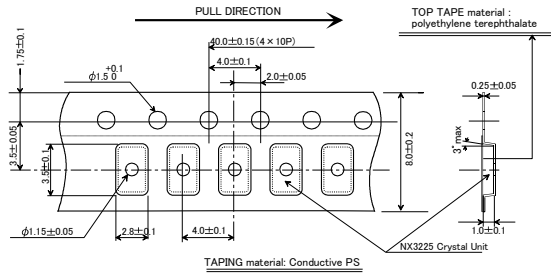 PULL DIRECTION
TOP TAPE material :
polyethylene terephthalate
1.75±0.1
+0.1
φ1.5 0
40.0±0.15(4×10P)
4.0±0.1
2.0±0.05
0.25±0.05
3.5±0.05
3.5±0.1
8.0±0.2
3°max
φ1.15±0.05
2.8±0.1
4.0±0.1
1.0±0.1
NX3225 Crystal Unit
TAPING material: Conductive PS